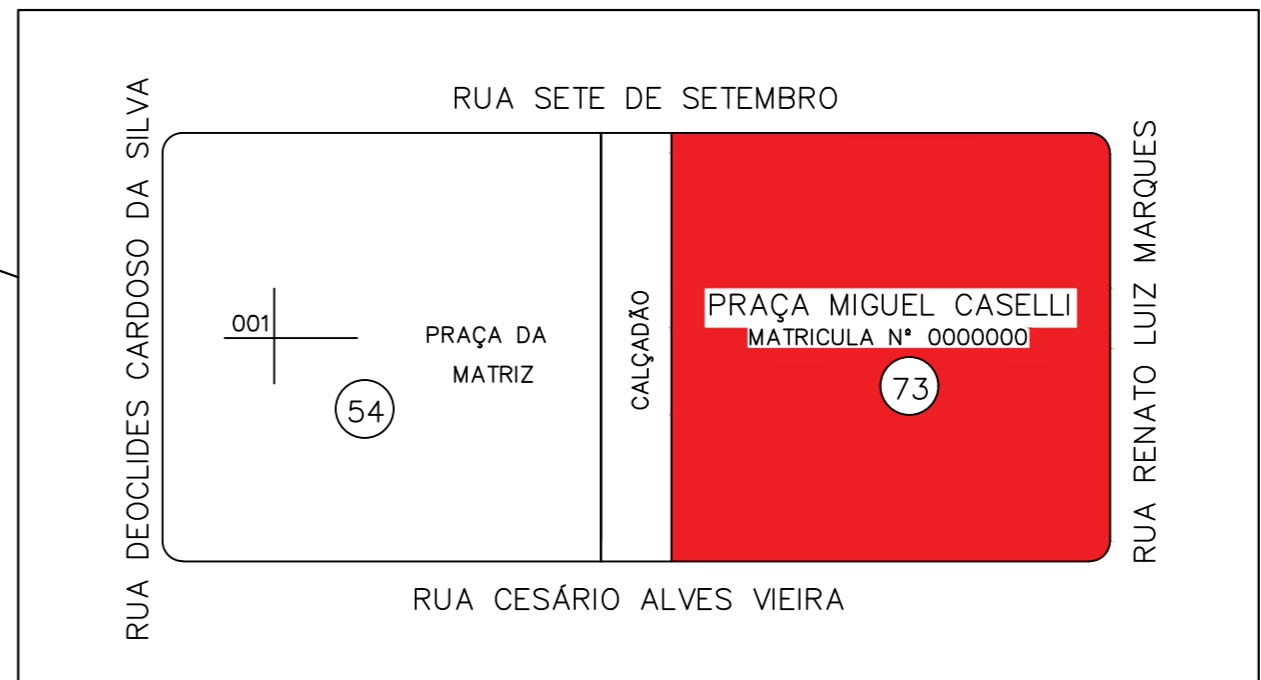 RUA SETE DE SETEMBRO
RUA DEOCLIDES CARDOSO DA SILVA
001
PRAÇA DA
MATRIZ
54
CALÇADÃO
PRAÇA MIGUEL CASELLI
MATRICULA Nº 0000000
73
RUA RENATO LUIZ MARQUES
RUA CESÁRIO ALVES VIEIRA